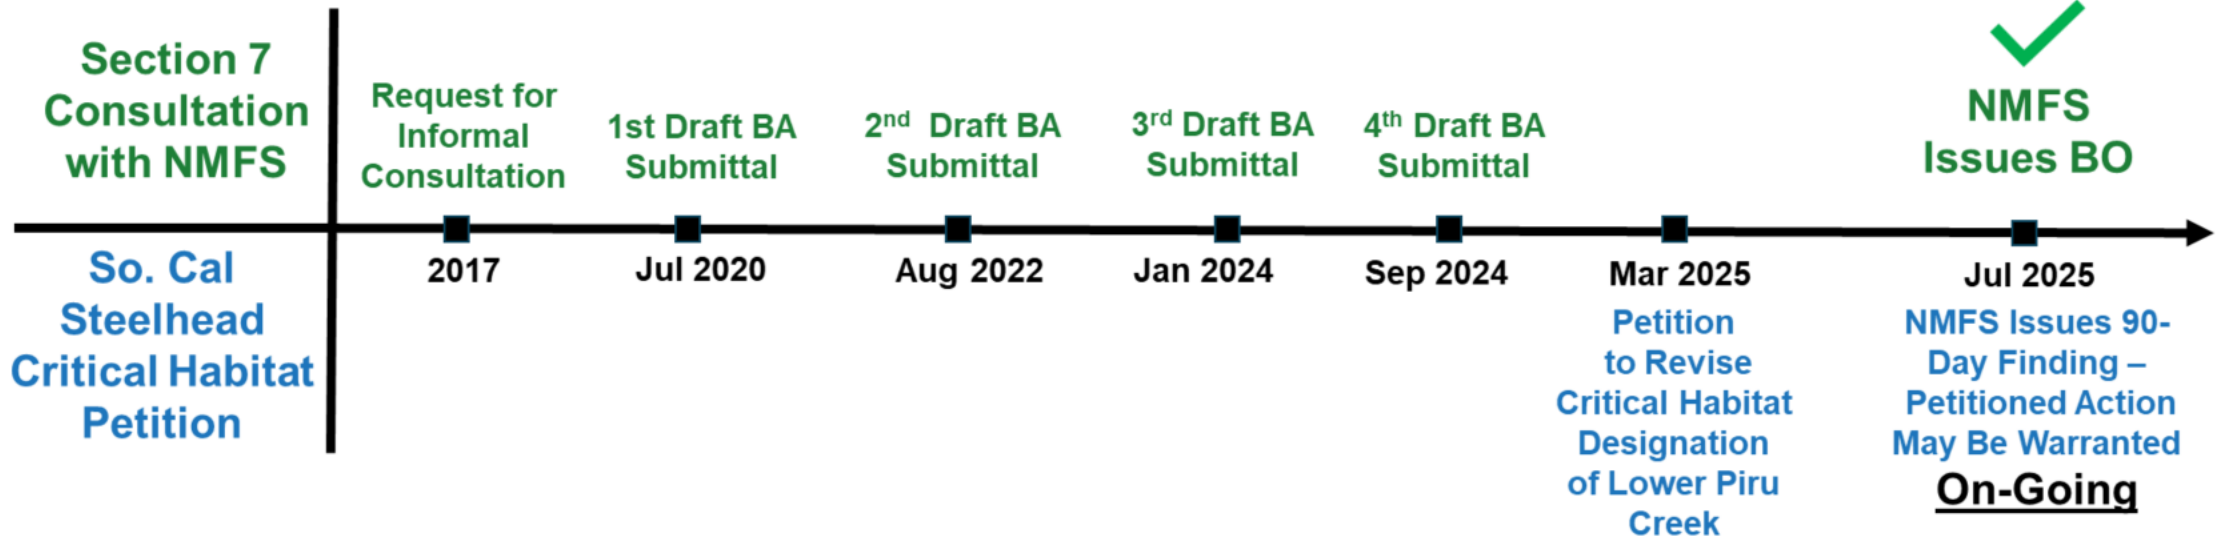 Section 7
Consultation
with NMFS
Request for
Informal
Consultation
1st Draft BA
Submittal
2nd Draft BA
Submittal
3rd Draft BA
Submittal
4th Draft BA
Submittal
NMFS
Issues BO
2017
Jul 2020
Aug 2022
Jan 2024
Sep 2024
Mar 2025
Jul 2025
So. Cal
Steelhead
Critical Habitat
Petition
Petition
to Revise
Critical Habitat
Designation
of Lower Piru
Creek
NMFS Issues 90-
Day Finding –
Petitioned Action
May Be Warranted
On-Going